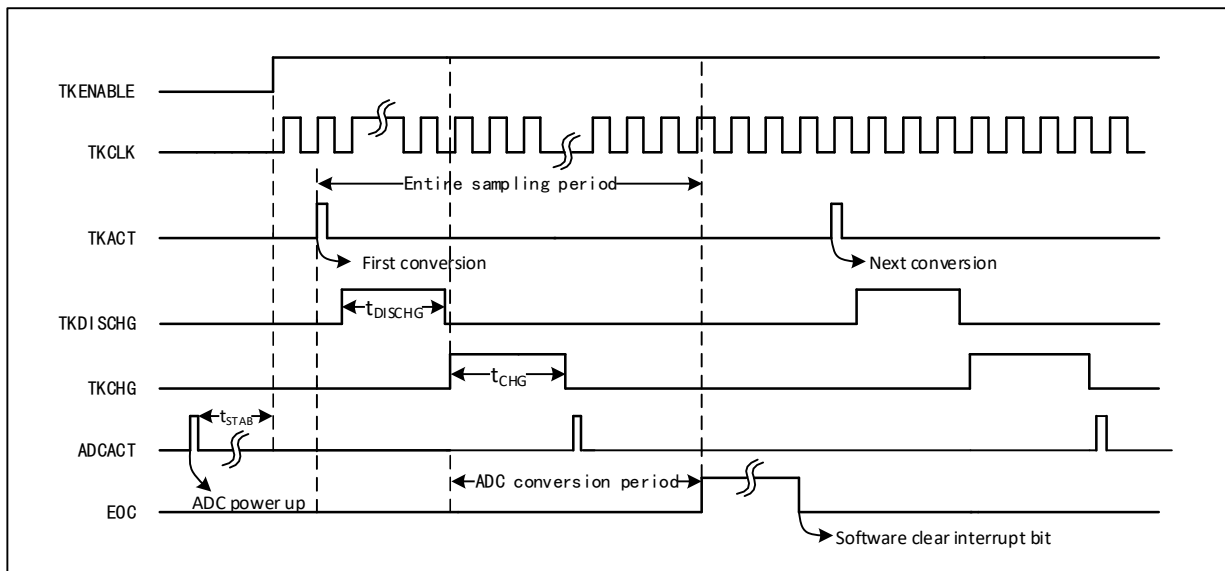 TKENABLE
TKCLK
Entire sampling period
TKACT
First conversion
Next conversion
TKDISCHG
tDISCHG
TKCHG
tCHG
tSTAB
ADCACT
ADC power up
ADC conversion period
EOC
Software clear interrupt bit